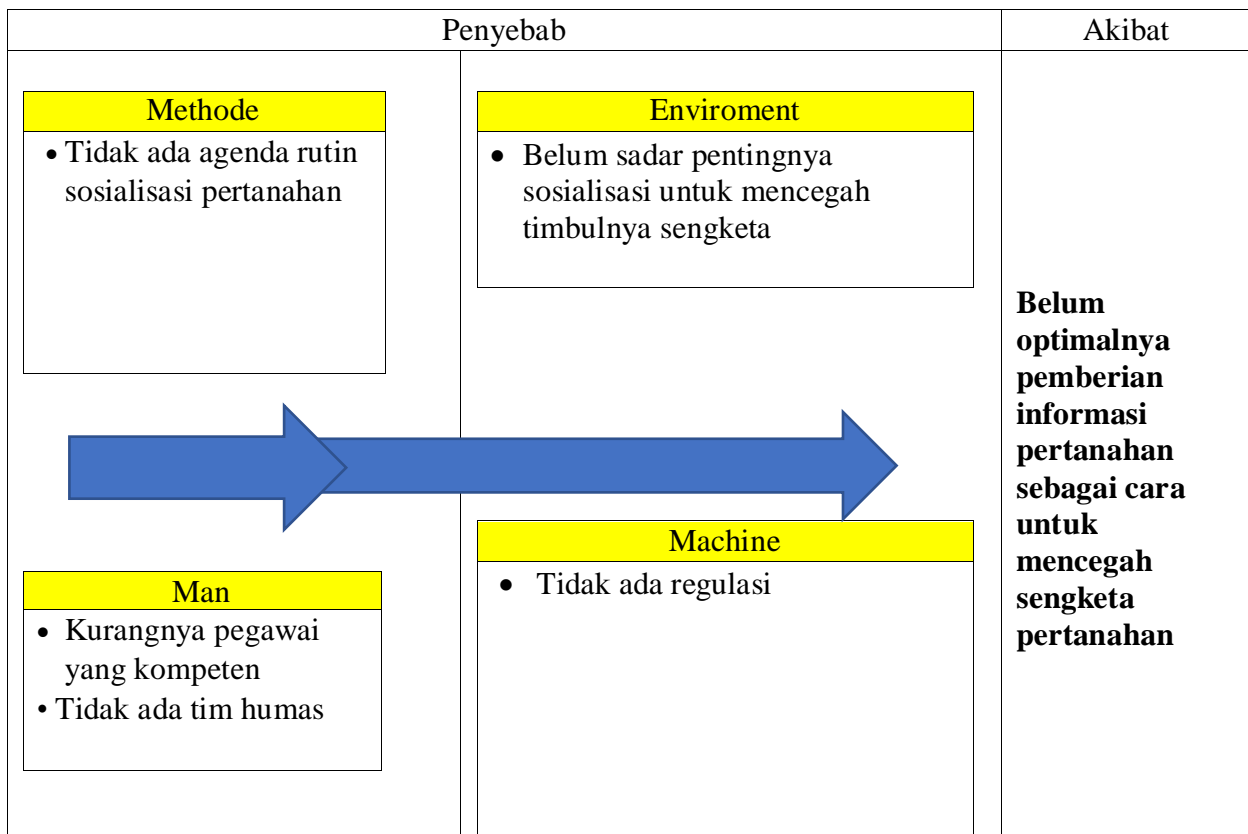 Penyebab
Akibat
Methode
• Tidak ada agenda rutin
sosialisasi pertanahan
Enviroment
• Belum sadar pentingnya
sosialisasi untuk mencegah
timbulnya sengketa
Man
• Kurangnya pegawai
yang kompeten
• Tidak ada tim humas
Machine
• Tidak ada regulasi
Belum
optimalnya
pemberian
informasi
pertanahan
sebagai cara
untuk
mencegah
sengketa
pertanahan